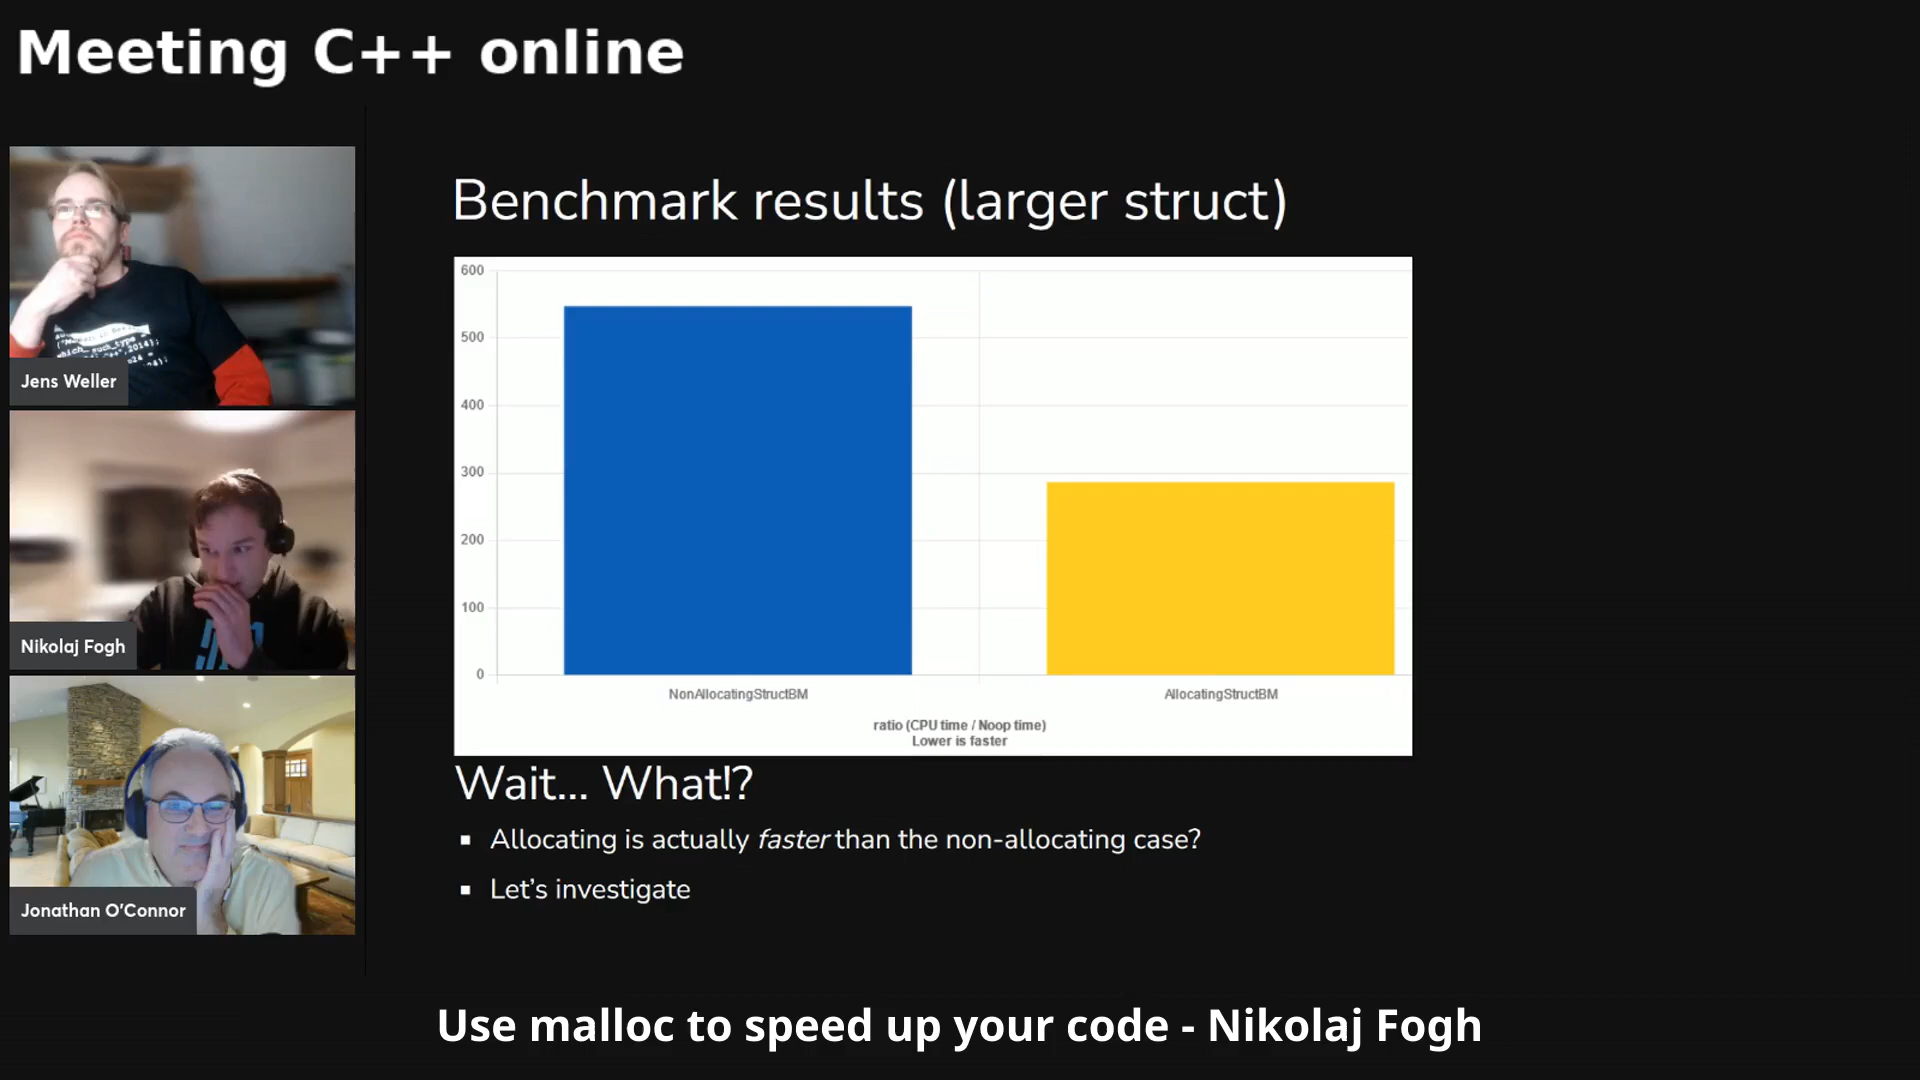 Meeting C++ online
Jens Weller
Nikolaj Fogh
Jonathan O'Connor
Benchmark results (larger struct)
600
500
400
300
200
100
0
NonAllocatingStructBM
AllocatingStructBM
ratio (CPU time / Noop time)
Lower is faster
Wait... What!?
▪ Allocating is actually faster than the non-allocating case?
▪ Let’s investigate
Use malloc to speed up your code - Nikolaj Fogh